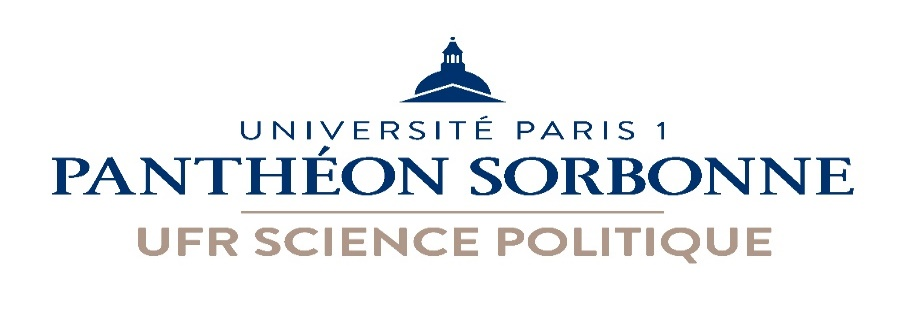 UNIVERSITÉ PARIS 1
PANTHÉON SORBONNE
UFR SCIENCE POLITIQUE